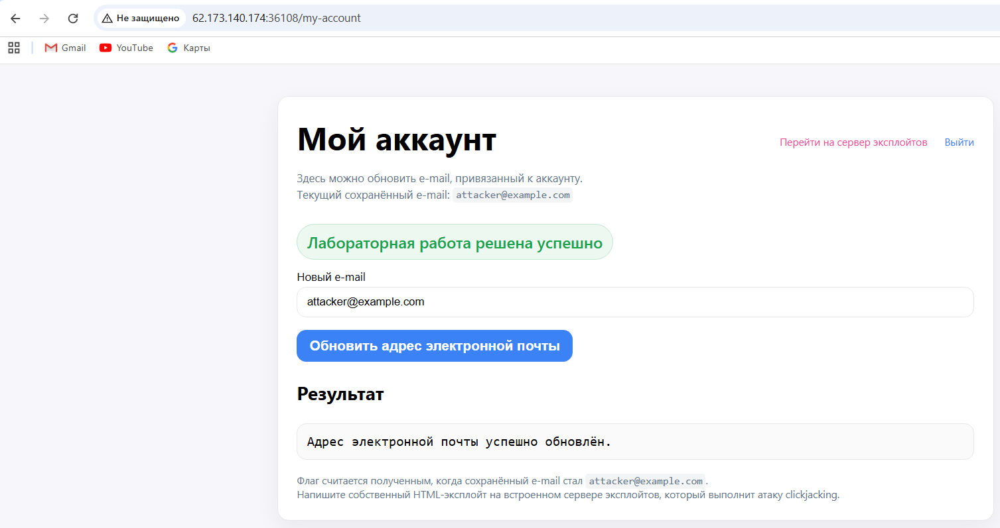 Не защищено 62.173.140.174:36108/my-account
Gmail YouTube Карты
Мой аккаунт
Перейти на сервер эксплойтов Выйти
Здесь можно обновить e-mail, привязанный к аккаунту.
Текущий сохранённый e-mail: attacker@example.com
Лабораторная работа решена успешно
Новый e-mail
attacker@example.com
Обновить адрес электронной почты
Результат
Адрес электронной почты успешно обновлён.
Флаг считается полученным, когда сохранённый e-mail стал attacker@example.com.
Напишите собственный HTML-эксплойт на встроенном сервере эксплойтов, который выполнит атаку clickjacking.